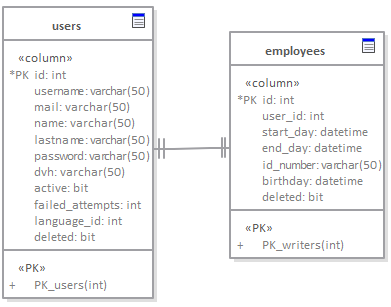 users
«column»
*PK id: int
username: varchar(50)
mail: varchar(50)
name: varchar(50)
lastname: varchar(50)
password: varchar(50)
dvh: varchar(50)
active: bit
failed_attempts: int
language_id: int
deleted: bit
«PK»
+ PK_users(int)
employees
«column»
*PK id: int
user_id: int
start_day: datetime
end_day: datetime
id_number: varchar(50)
birthday: datetime
deleted: bit
«PK»
+ PK_writers(int)